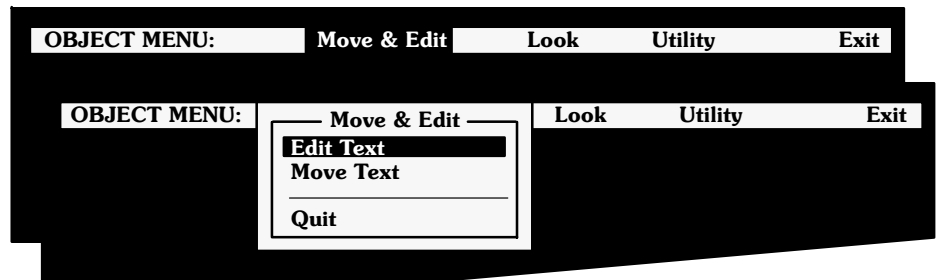 OBJECT MENU: Move & Edit Look Utility Exit
OBJECT MENU: Move & Edit Look Utility Exit
Edit Text
Move Text
Quit